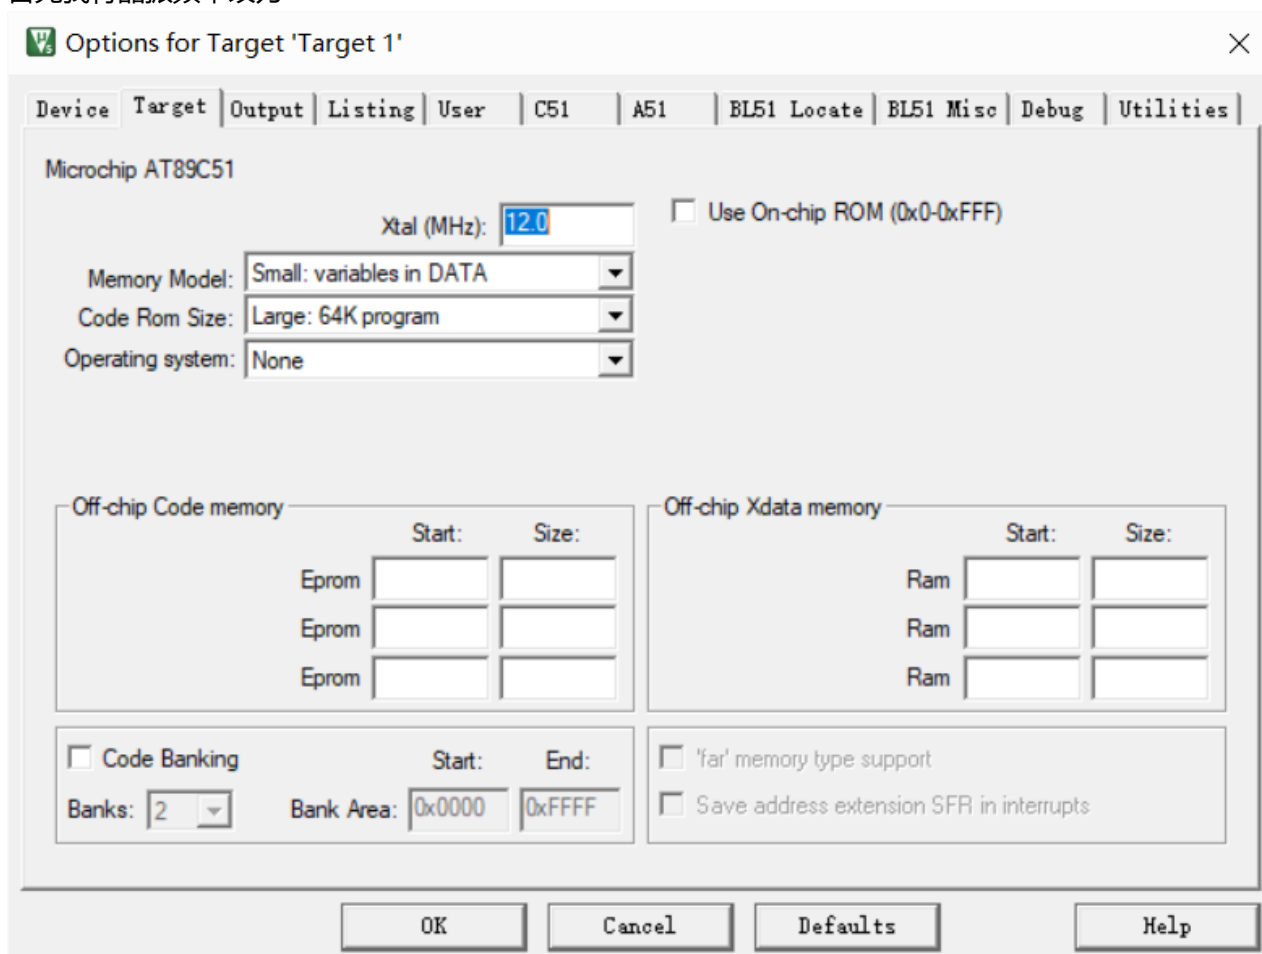 Options for Target 'Target 1'
Device Target Output Listing User C51 A51 BL51 Locate BL51 Misc Debug Utilities
Microchip AT89C51
Xtal (MHz): 12.0
Use On-chip ROM (0x0-0xFFF)
Memory Model: Small: variables in DATA
Code Rom Size: Large: 64K program
Operating system: None
Off-chip Code memory
Start: Size:
Eprom
Eprom
Eprom
Off-chip Xdata memory
Start: Size:
Ram
Ram
Ram
Code Banking Start: End:
Banks: 2 Bank Area: 0x0000 0xFFFF
'far' memory type support
Save address extension SFR in interrupts
OK Cancel Defaults Help